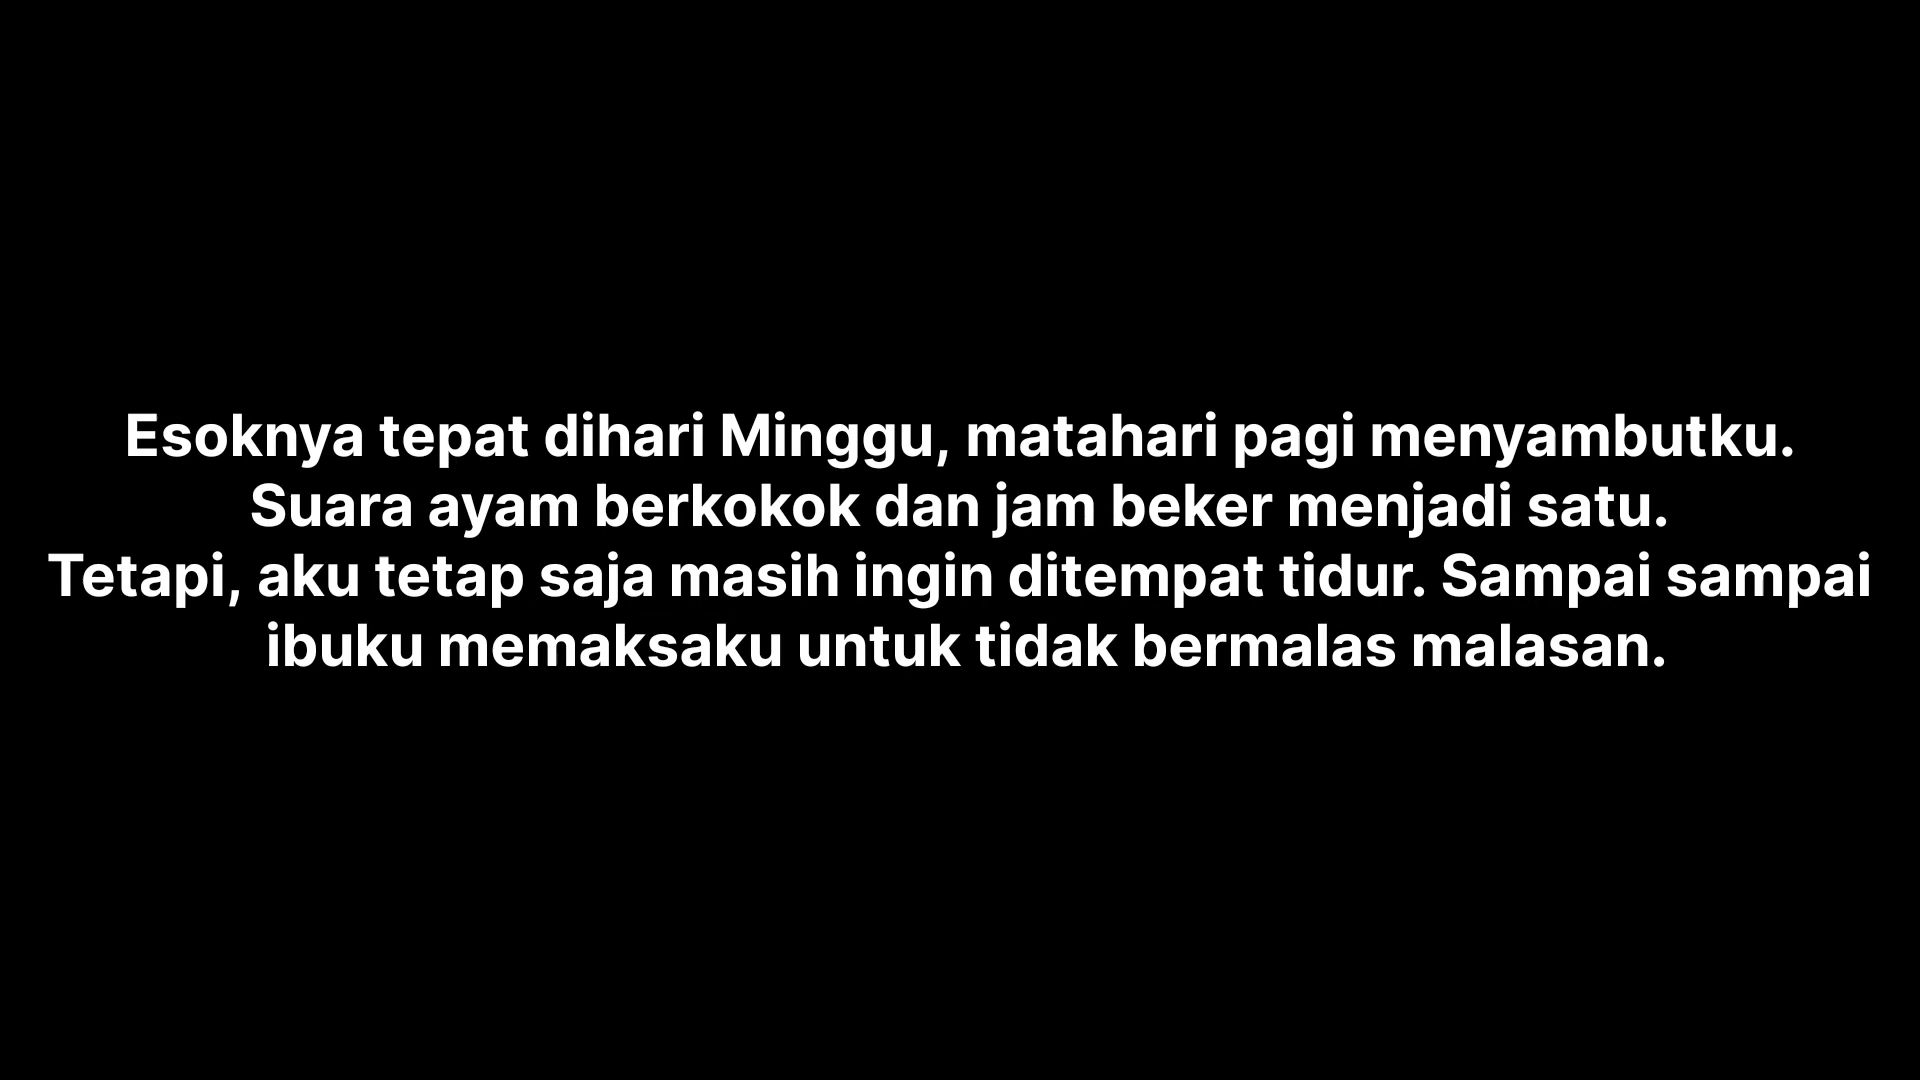 Esoknya tepat dihari Minggu, matahari pagi menyambutku.
Suara ayam berkokok dan jam beker menjadi satu.
Tetapi, aku tetap saja masih ingin ditempat tidur. Sampai sampai
ibuku memaksaku untuk tidak bermalas malasan.